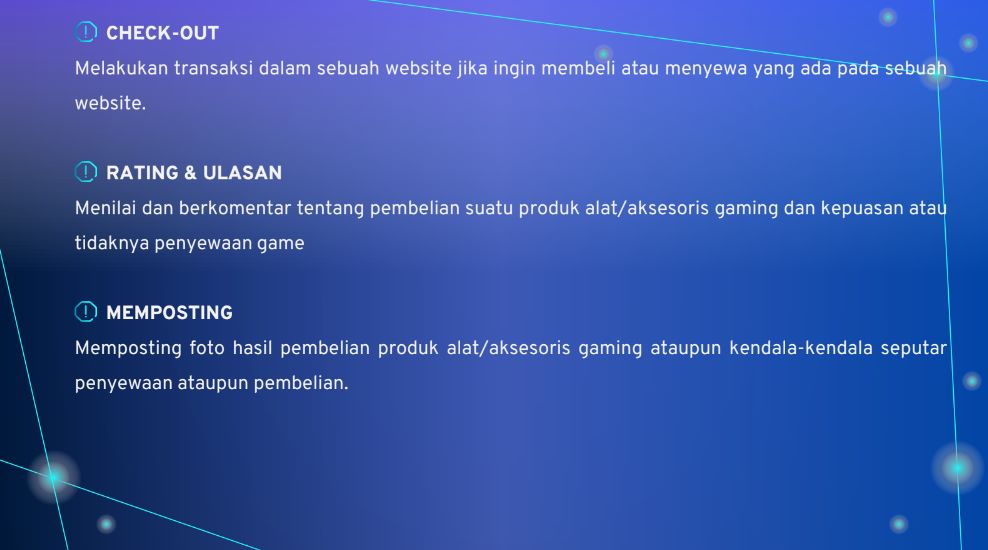 CHECK-OUT
Melakukan transaksi dalam sebuah website jika ingin membeli atau menyewa yang ada pada sebuah
website.
RATING & ULASAN
Menilai dan berkomentar tentang pembelian suatu produk alat/aksesoris gaming dan kepuasan atau
tidaknya penyewaan game
MEMPOSTING
Memposting foto hasil pembelian produk alat/aksesoris gaming ataupun kendala-kendala seputar
penyewaan ataupun pembelian.